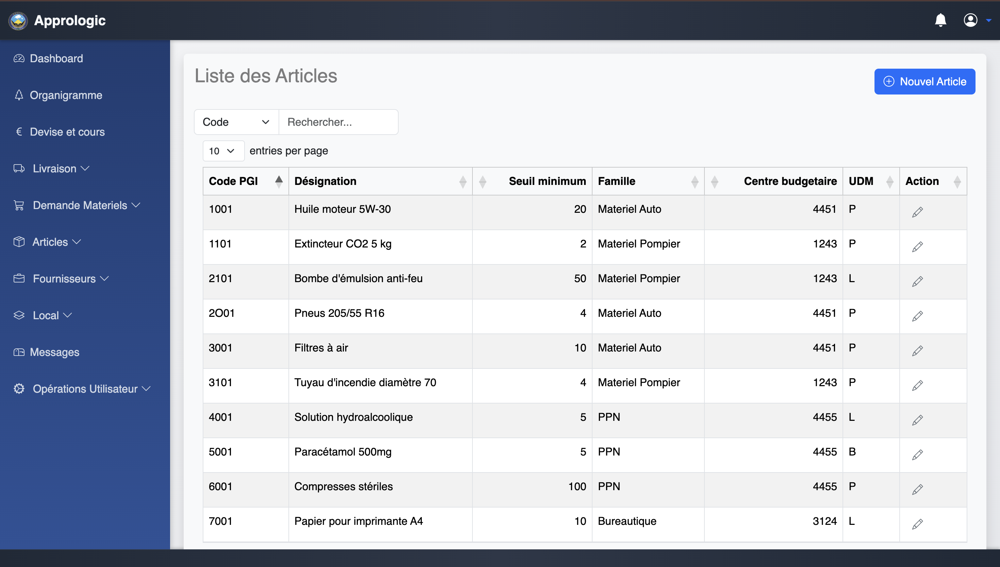 Apprologic
Dashboard
Organigramme
Devise et cours
Livraison
Demande Materiels
Articles
Fournisseurs
Local
Messages
Opérations Utilisateur
Liste des Articles
Nouvel Article
Code Rechercher...
10 entries per page
Code PGI Désignation Seuil minimum Famille Centre budgetaire UDM Action
1001 Huile moteur 5W-30 20 Materiel Auto 4451 P
1101 Extincteur CO2 5 kg 2 Materiel Pompier 1243 P
2101 Bombe d'émulsion anti-feu 50 Materiel Pompier 1243 L
2O01 Pneus 205/55 R16 4 Materiel Auto 4451 P
3001 Filtres à air 10 Materiel Auto 4451 P
3101 Tuyau d'incendie diamètre 70 4 Materiel Pompier 1243 P
4001 Solution hydroalcoolique 5 PPN 4455 L
5001 Paracétamol 500mg 5 PPN 4455 B
6001 Compresses stériles 100 PPN 4455 P
7001 Papier pour imprimante A4 10 Bureautique 3124 L